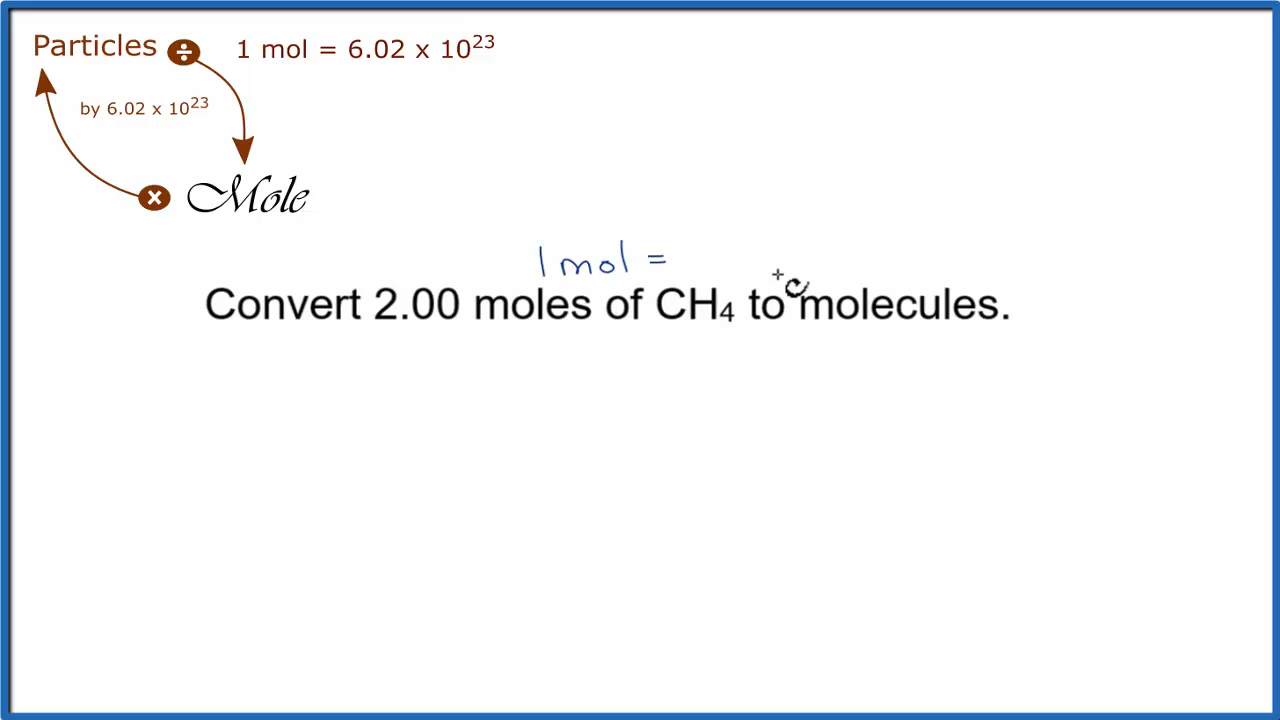 Particles ÷ 1 mol = 6.02 x 10²³
by 6.02 x 10²³
× Mole
1 mol =
Convert 2.00 moles of CH₄ to molecules.